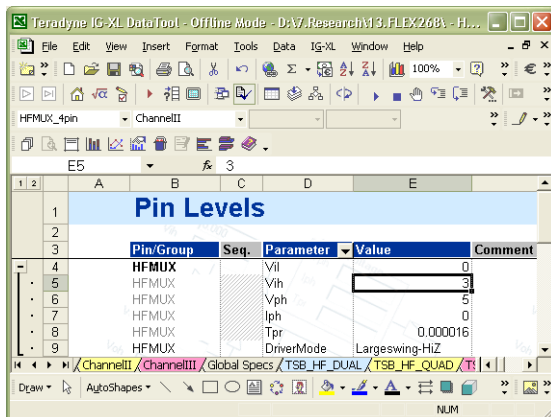 Teradyne IG-XL DataTool - Offline Mode - D:\7.Research\13.FLEX268\ - H...
File Edit View Insert Format Tools Data IG-XL Window Help
100%
HFMUX_4pin ChannelII
E5 fx 3
1 2 A B C D E
1 Pin Levels
2
3 Pin/Group Seq. Parameter Value Comment
4 HFMUX Vil 0
5 HFMUX Vih 3
6 HFMUX Vph 5
7 HFMUX Iph 0
8 HFMUX Tpr 0.000016
9 HFMUX DriverMode Largeswing-HiZ
ChannelII ChannelIII Global Specs TSB_HF_DUAL TSB_HF_QUAD
Draw AutoShapes
NUM